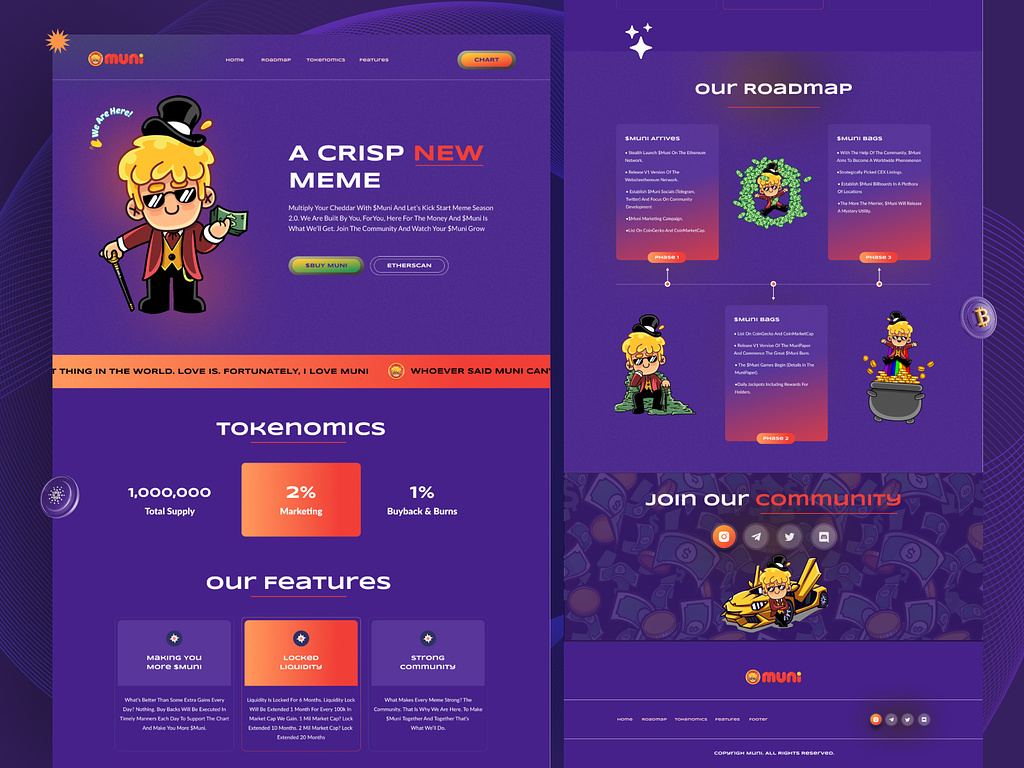 muni
Home
Roadmap
Tokenomics
Features
CHART
We Are Here!
A CRISP NEW
MEME
Multiply Your Cheddar With $Muni And Let's Kick Start Meme Season
2.0. We Are Built By You, ForYou, Here For The Money And $Muni Is
What We'll Get. Join The Community And Watch Your $Muni Grow
$BUY MUNI
ETHERSCAN
T THING IN THE WORLD. LOVE IS. FORTUNATELY, I LOVE MUNI
WHOEVER SAID MUNI CAN'
Tokenomics
1,000,000
Total Supply
2%
Marketing
1%
Buyback & Burns
Our Features
Making You
More $Muni
What's Better Than Some Extra Gains Every
Day? Nothing. Buy Backs Will Be Executed In
Timely Manners Each Day To Support The Chart
And Make You More $Muni.
Locked
Liquidity
Liquidity Is Locked For 6 Months. Liquidity Lock
Will Be Extended 1 Month For Every 100k In
Market Cap We Gain. 1 Mil Market Cap? Lock
Extended 10 Months. 2 Mil Market Cap? Lock
Extended 20 Months
Strong
Community
What Makes Every Meme Strong? The
Community. That Is Why We Are Here. To Make
$Muni Together And Together That's
What We'll Do.
Our Roadmap
$Muni Arrives
• Stealth Launch $Muni On The Ethereum
Network.
• Release V1 Version Of The
Websiteethereum Network.
• Establish $Muni Socials (Telegram,
Twitter) And Focus On Community
Development
•$Muni Marketing Campaign.
•List On CoinGecko And CoinMarketCap.
Phase 1
$Muni Bags
• With The Help Of The Community, $Muni
Aims To Become A Worldwide Phenomenon
•Strategically Picked CEX Listings.
• Establish $Muni Billboards In A Plethora
Of Locations
•The More The Merrier, $Muni Will Release
A Mystery Utility.
Phase 3
$Muni Bags
• List On CoinGecko And CoinMarketCap
• Release V1 Version Of The MuniPaper
And Commence The Great $Muni Burn.
• The $Muni Games Begin (Details In The
MuniPaper).
•Daily Jackpots Including Rewards For
Holders.
Phase 2
Join Our Community
muni
Home
Roadmap
Tokenomics
Features
Footer
Copyrigh Muni. All Rights Reserved.